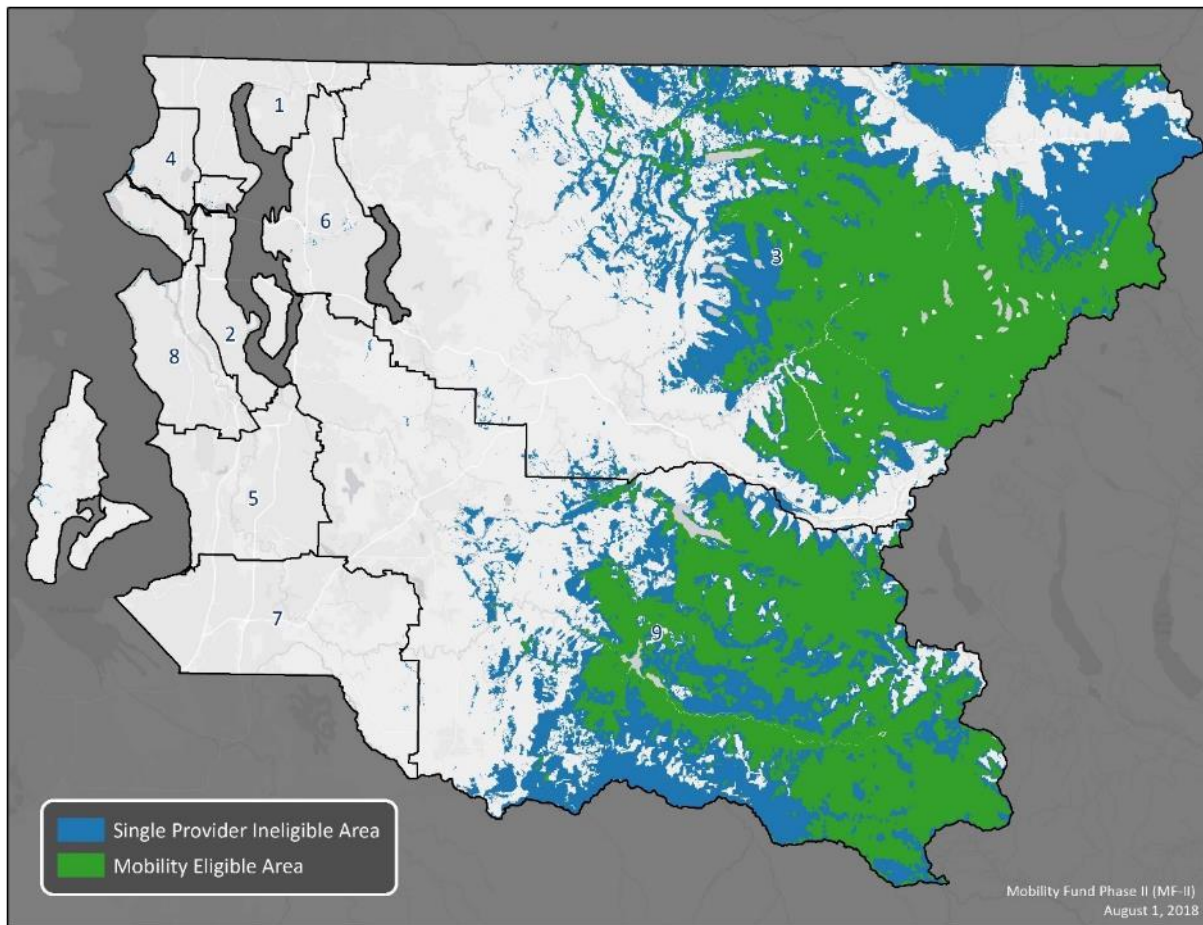 1
4
6
3
2
8
5
7
9
Single Provider Ineligible Area
Mobility Eligible Area
Mobility Fund Phase II (MF-II)
August 1, 2018